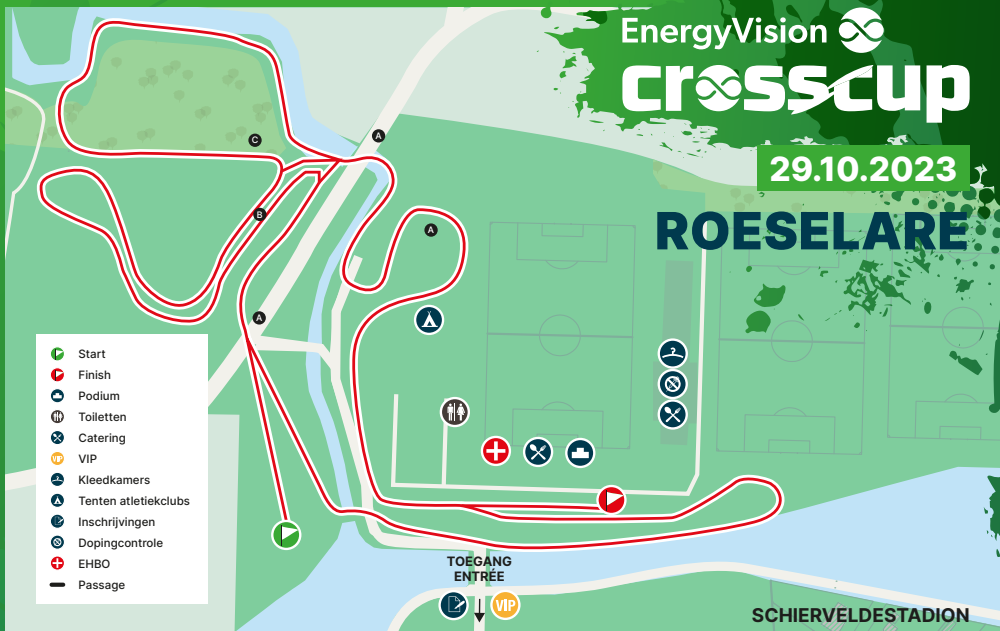 EnergyVision
crosscup
29.10.2023
ROESELARE
C
A
B
A
A
Start
Finish
Podium
Toiletten
Catering
VIP VIP
Kleedkamers
Tenten atletiekclubs
Inschrijvingen
Dopingcontrole
EHBO
Passage
TOEGANG
ENTRÉE
VIP
SCHIERVELDESTADION